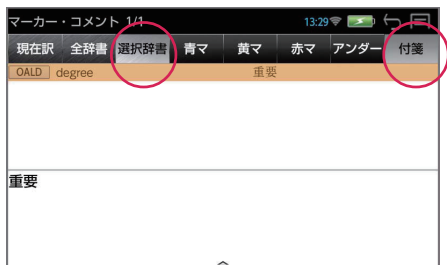 マーカー・コメント 1/1 13:29
現在訳 全辞書 選択辞書 青マ 黄マ 赤マ アンダー 付箋
OALD degree 重要
重要